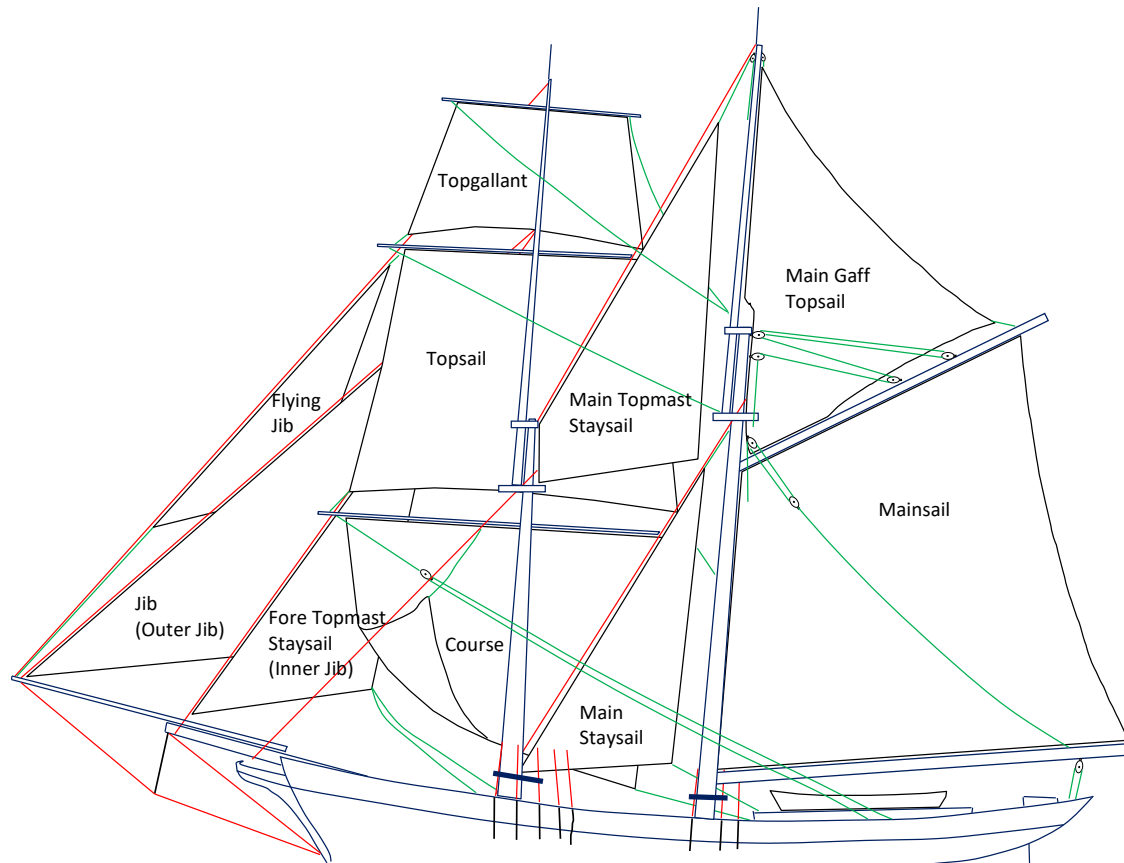 Topgallant
Main Gaff
Topsail
Topsail
Flying
Jib
Main Topmast
Staysail
Mainsail
Jib
(Outer Jib)
Fore Topmast
Staysail
(Inner Jib)
Course
Main
Staysail